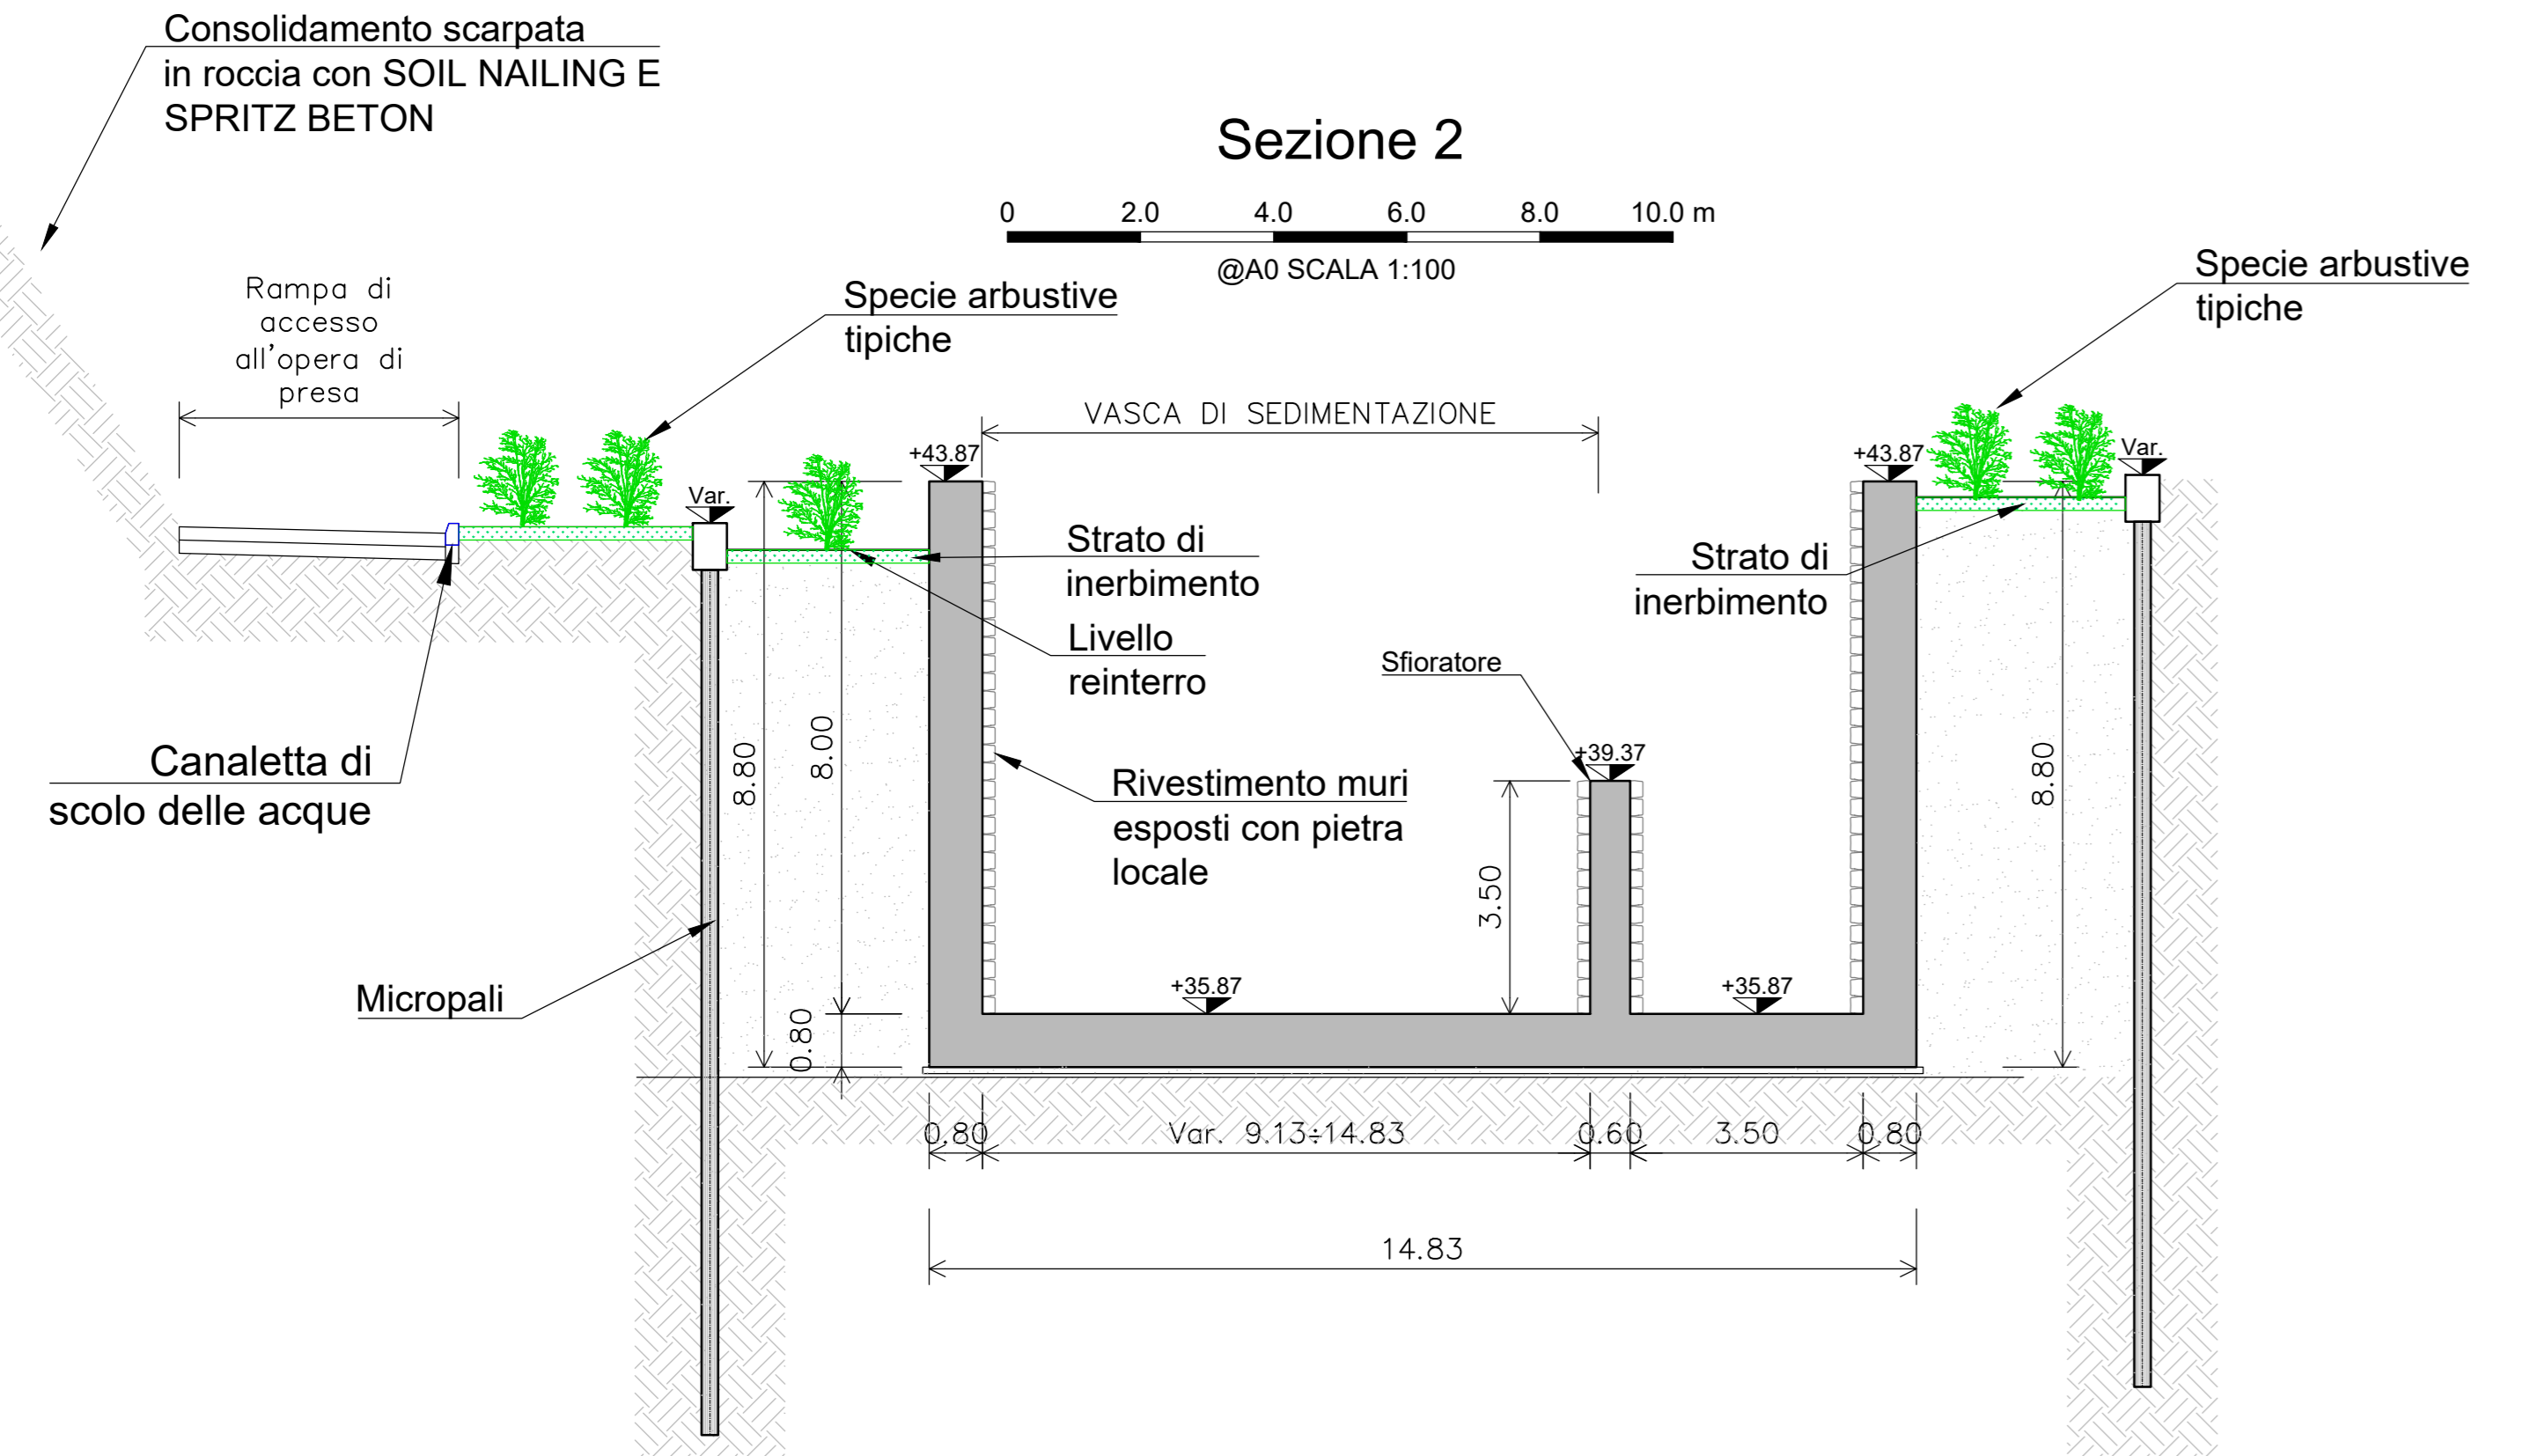 Consolidamento scarpata
in roccia con SOIL NAILING E
SPRITZ BETON
Sezione 2
0 2.0 4.0 6.0 8.0 10.0 m
@A0 SCALA 1:100
Rampa di
accesso
all'opera di
presa
Specie arbustive
tipiche
Specie arbustive
tipiche
VASCA DI SEDIMENTAZIONE
+43.87
+43.87
Var.
Var.
Strato di
inerbimento
Strato di
inerbimento
Livello
reinterro
Sfioratore
+39.37
Canaletta di
scolo delle acque
8.80
8.00
0.80
Rivestimento muri
esposti con pietra
locale
3.50
8.80
Micropali
+35.87
+35.87
0.80 Var. 9.13÷14.83 0.60 3.50 0.80
14.83